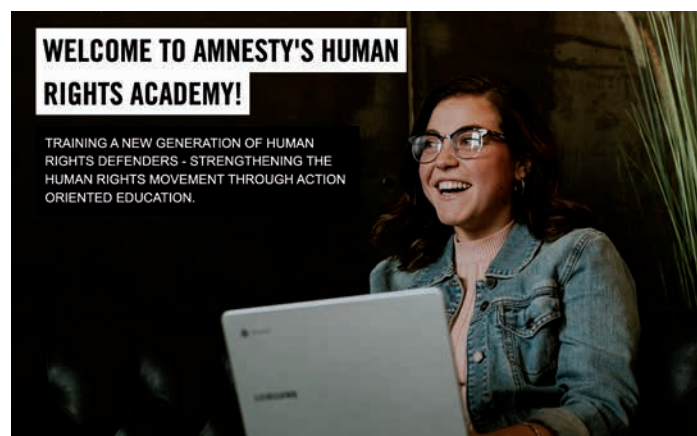 WELCOME TO AMNESTY'S HUMAN
RIGHTS ACADEMY!
TRAINING A NEW GENERATION OF HUMAN
RIGHTS DEFENDERS - STRENGTHENING THE
HUMAN RIGHTS MOVEMENT THROUGH ACTION
ORIENTED EDUCATION.
SAMSUNG